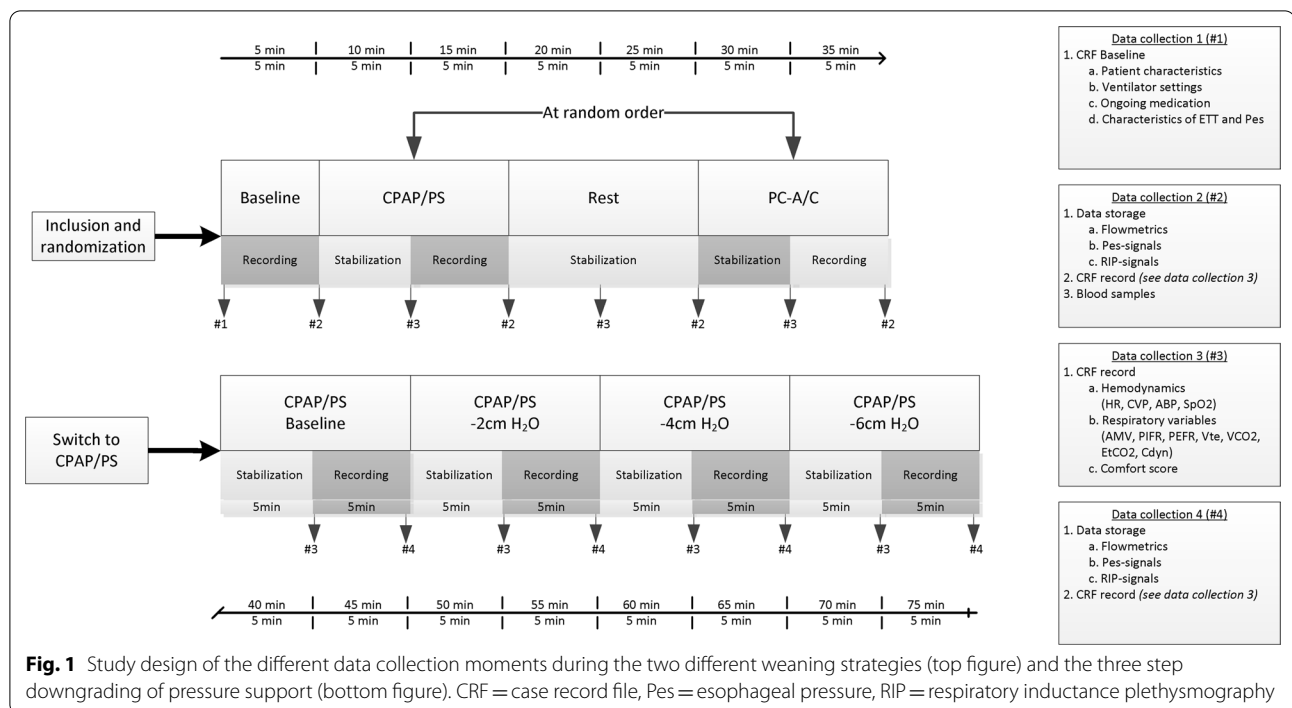 5 min 10 min 15 min 20 min 25 min 30 min 35 min
5 min 5 min 5 min 5 min 5 min 5 min 5 min
At random order
Inclusion and
randomization
Baseline CPAP/PS Rest PC-A/C
Recording Stabilization Recording Stabilization Stabilization Recording
#1 #2 #3 #2 #3 #2 #3 #2
Switch to
CPAP/PS
CPAP/PS CPAP/PS CPAP/PS CPAP/PS
Baseline -2cm H₂O -4cm H₂O -6cm H₂O
Stabilization Recording Stabilization Recording Stabilization Recording Stabilization Recording
5min 5min 5min 5min 5min 5min 5min 5min
#3 #4 #3 #4 #3 #4 #3 #4
40 min 45 min 50 min 55 min 60 min 65 min 70 min 75 min
5 min 5 min 5 min 5 min 5 min 5 min 5 min 5 min
Data collection 1 (#1)
1. CRF Baseline
a. Patient characteristics
b. Ventilator settings
c. Ongoing medication
d. Characteristics of ETT and Pes
Data collection 2 (#2)
1. Data storage
a. Flowmetrics
b. Pes-signals
c. RIP-signals
2. CRF record (see data collection 3)
3. Blood samples
Data collection 3 (#3)
1. CRF record
a. Hemodynamics
(HR, CVP, ABP, SpO2)
b. Respiratory variables
(AMV, PIFR, PEFR, Vte, VCO2,
EtCO2, Cdyn)
c. Comfort score
Data collection 4 (#4)
1. Data storage
a. Flowmetrics
b. Pes-signals
c. RIP-signals
2. CRF record (see data collection 3)
Fig. 1 Study design of the different data collection moments during the two different weaning strategies (top figure) and the three step
downgrading of pressure support (bottom figure). CRF = case record file, Pes = esophageal pressure, RIP = respiratory inductance plethysmography